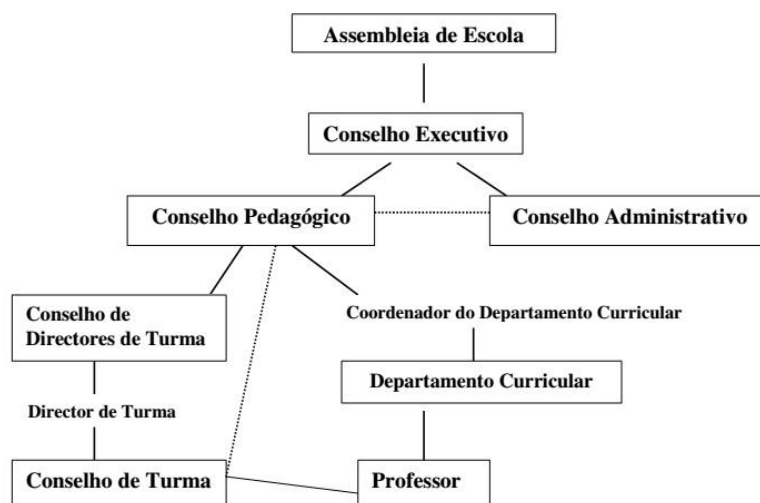 Assembleia de Escola
Conselho Executivo
Conselho Pedagógico
Conselho Administrativo
Conselho de
Directores de Turma
Coordenador do Departamento Curricular
Departamento Curricular
Director de Turma
Conselho de Turma
Professor